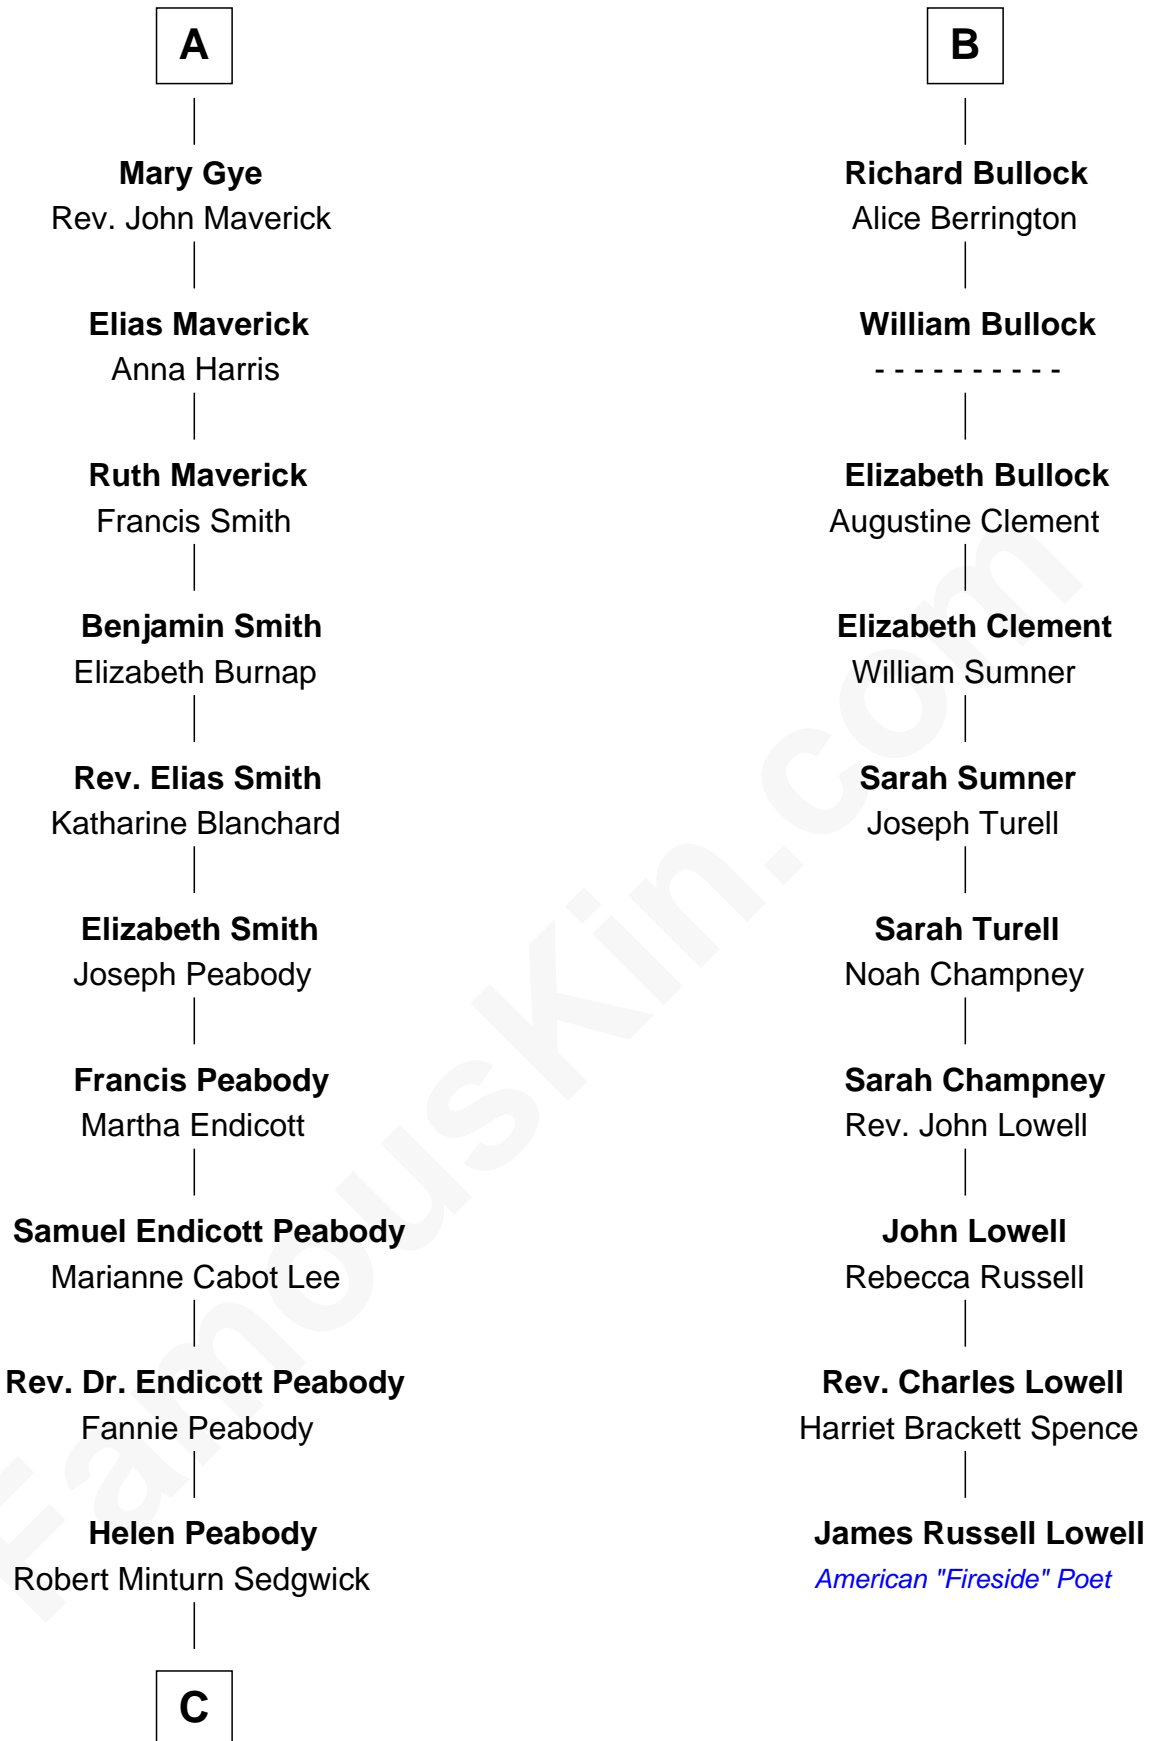 A
Mary Gye
Rev. John Maverick
Elias Maverick
Anna Harris
Ruth Maverick
Francis Smith
Benjamin Smith
Elizabeth Burnap
Rev. Elias Smith
Katharine Blanchard
Elizabeth Smith
Joseph Peabody
Francis Peabody
Martha Endicott
Samuel Endicott Peabody
Marianne Cabot Lee
Rev. Dr. Endicott Peabody
Fannie Peabody
Helen Peabody
Robert Minturn Sedgwick
C
B
Richard Bullock
Alice Berrington
William Bullock
- - - - - - - - - -
Elizabeth Bullock
Augustine Clement
Elizabeth Clement
William Sumner
Sarah Sumner
Joseph Turell
Sarah Turell
Noah Champney
Sarah Champney
Rev. John Lowell
John Lowell
Rebecca Russell
Rev. Charles Lowell
Harriet Brackett Spence
James Russell Lowell
American "Fireside" Poet
FamousKin.com